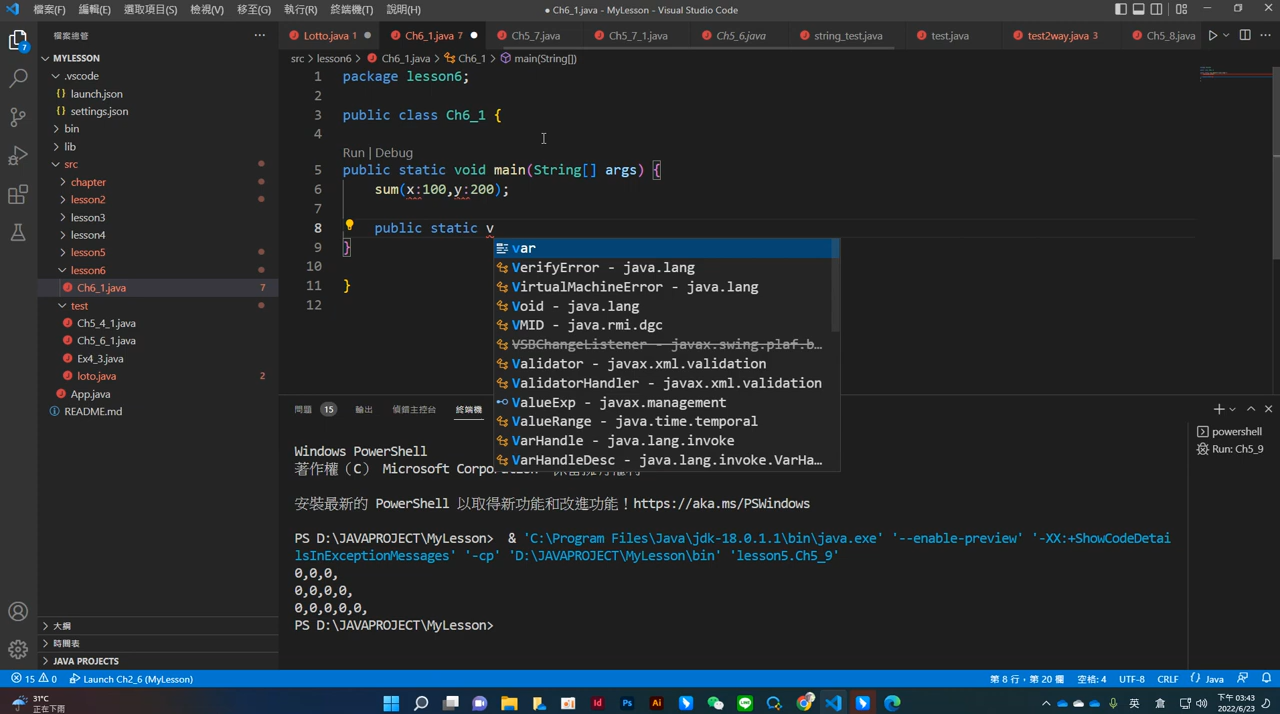 檔案(F) 編輯(E) 選取項目(S) 檢視(V) 移至(G) 執行(R) 終端機(T) 說明(H)
● Ch6_1.java - MyLesson - Visual Studio Code
檔案總管 ···
Lotto.java 1 ● Ch6_1.java 7 ● Ch5_7.java Ch5_7_1.java Ch5_6.java string_test.java test.java test2way.java 3 Ch5_8.java
src > lesson6 > Ch6_1.java > Ch6_1 > main(String[])
7
MYLESSON
.vscode
{} launch.json
{} settings.json
bin
lib
src
chapter
lesson2
lesson3
lesson4
lesson5
lesson6
Ch6_1.java 7
test
Ch5_4_1.java
Ch5_6_1.java
Ex4_3.java
loto.java 2
App.java
README.md
大綱
時間表
JAVA PROJECTS
1 package lesson6;
2
3 public class Ch6_1 {
4
Run | Debug
5 public static void main(String[] args) {
6 sum(x:100,y:200);
7
8 public static v
9 }
10
11 }
12
var
VerifyError - java.lang
VirtualMachineError - java.lang
Void - java.lang
VMID - java.rmi.dgc
VSBChangeListener - javax.swing.plaf.b…
Validator - javax.xml.validation
ValidatorHandler - javax.xml.validation
ValueExp - javax.management
ValueRange - java.time.temporal
VarHandle - java.lang.invoke
VarHandleDesc - java.lang.invoke.VarHa…
問題 15 輸出 偵錯主控台 終端機
powershell
Run: Ch5_9
Windows PowerShell
著作權（C） Microsoft
安裝最新的 PowerShell 以取得新功能和改進功能！https://aka.ms/PSWindows
PS D:\JAVAPROJECT\MyLesson> & 'C:\Program Files\Java\jdk-18.0.1.1\bin\java.exe' '--enable-preview' '-XX:+ShowCodeDetai
lsInExceptionMessages' '-cp' 'D:\JAVAPROJECT\MyLesson\bin' 'lesson5.Ch5_9'
0,0,0,
0,0,0,0,
0,0,0,0,0,
PS D:\JAVAPROJECT\MyLesson>
15 0 Launch Ch2_6 (MyLesson)
第 8 行，第 20 欄 空格: 4 UTF-8 CRLF {} Java
31°C
正在下雨
Id Ps Ai
英
下午 03:43
2022/6/23